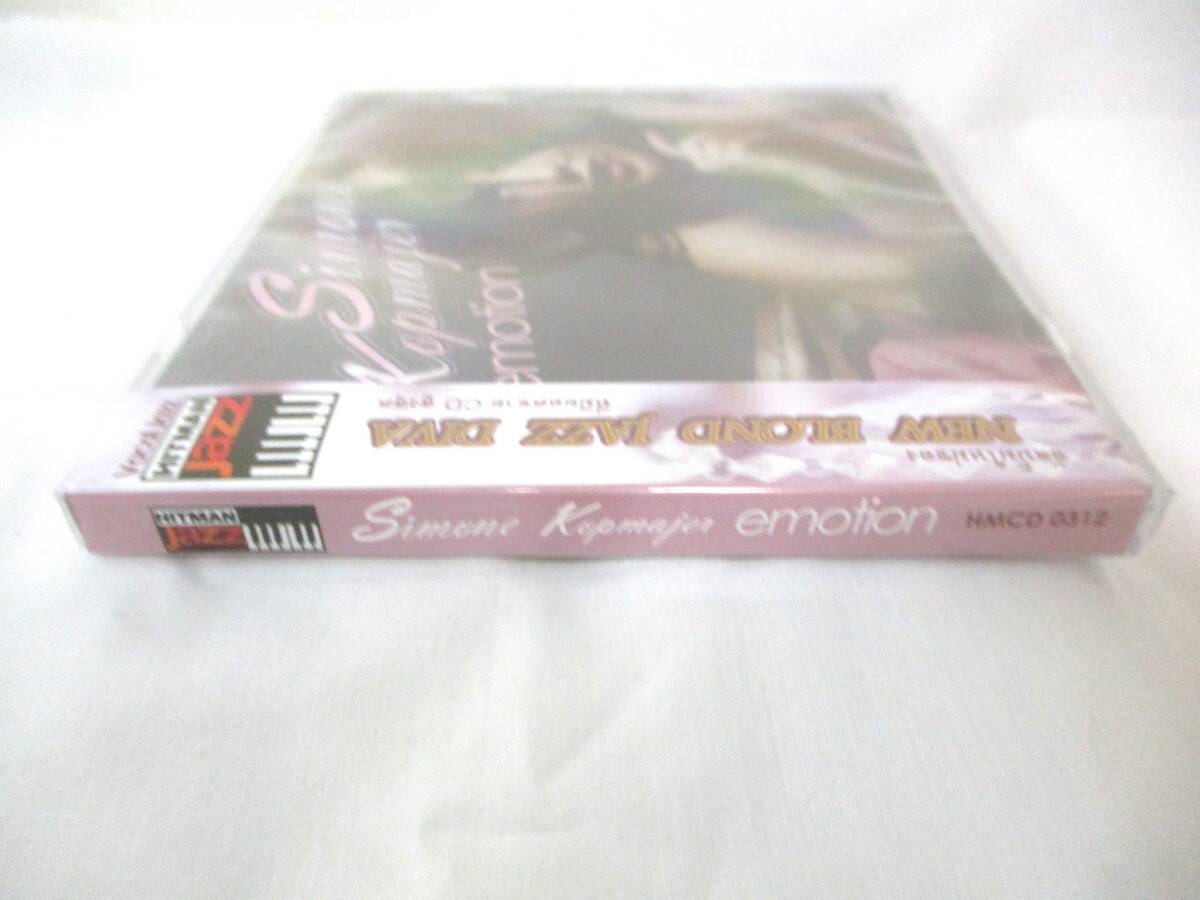 Simone
Kopmajer
emotion
HITMAN
Jazz
NEW BLOND JAZZ DIVA
HITMAN
Jazz
Simone Kopmajer emotion HMCD 0312